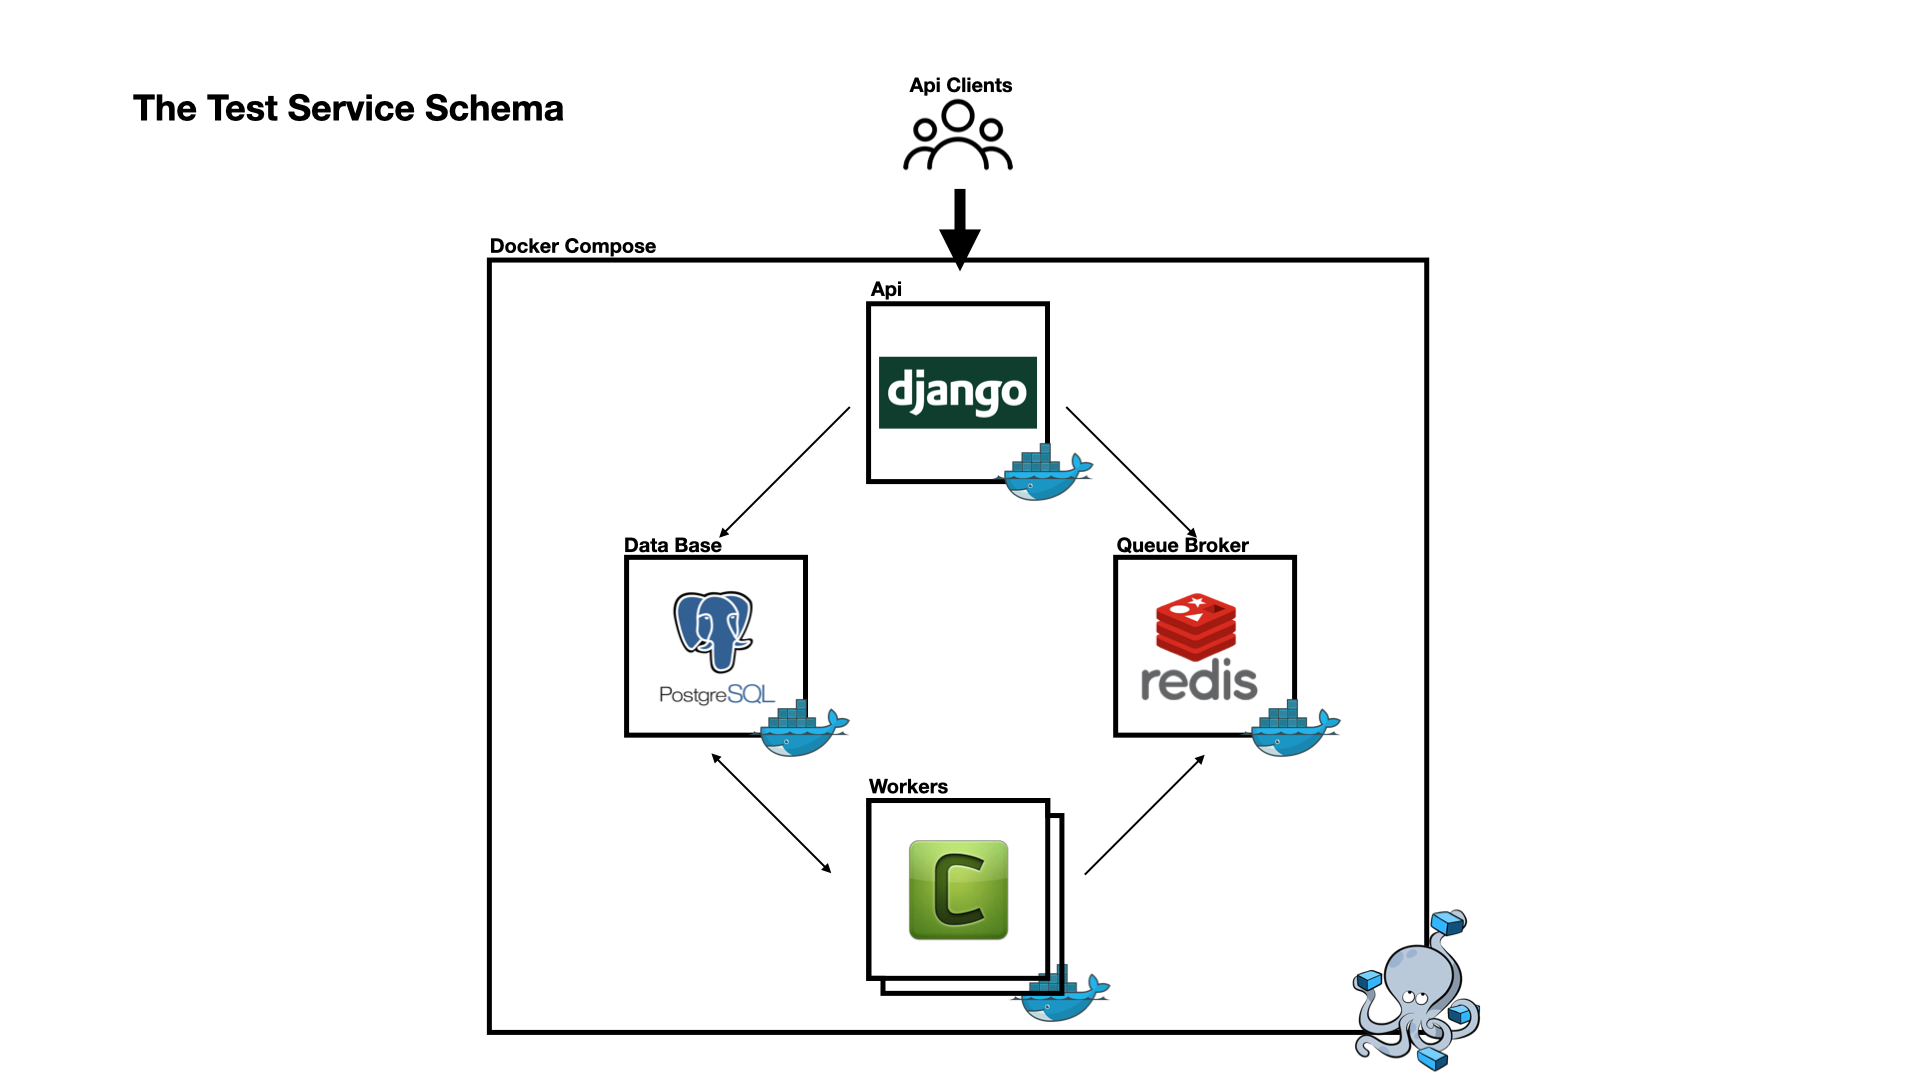 The Test Service Schema
Api Clients
Docker Compose
Api
django
Data Base
PostgreSQL
Queue Broker
redis
Workers
C